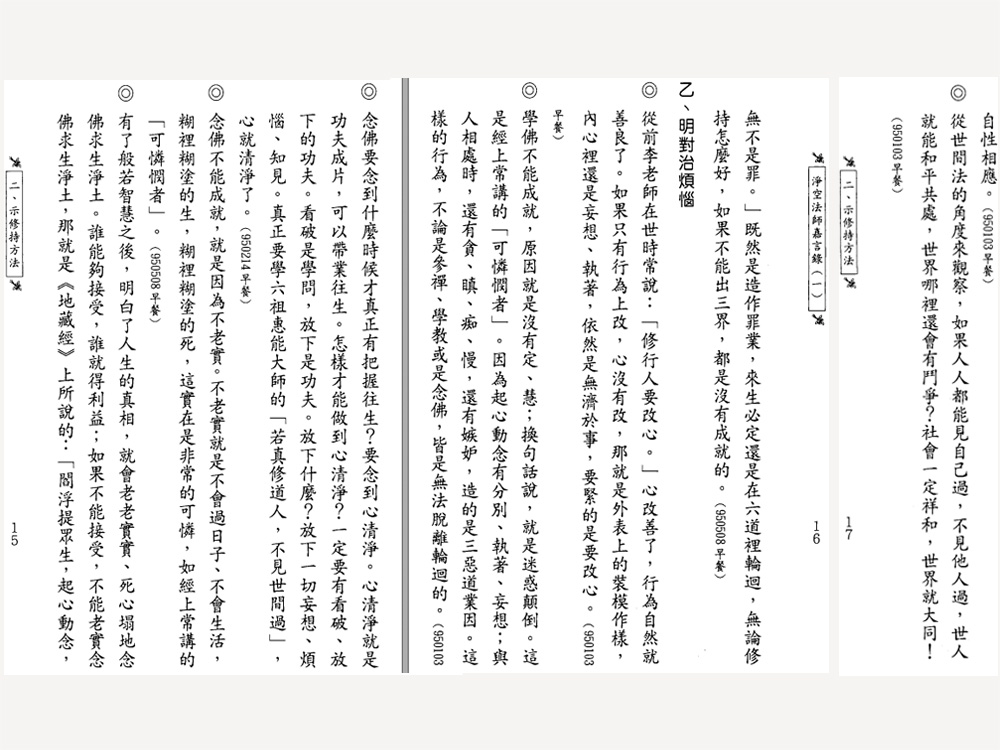 ◎ 念佛要念到什麼時候才真正有把握往生？要念到心清淨。心清淨就是
功夫成片，可以帶業往生。怎樣才能做到心清淨？一定要有看破、放
下的功夫。看破是學問，放下是功夫。放下什麼？放下一切妄想、煩
惱、知見。真正要學六祖惠能大師的「若真修道人，不見世間過」，
心就清淨了。（950214早餐）
◎ 念佛不能成就，就是因為不老實。不老實就是不會過日子、不會生活，
糊裡糊塗的生，糊裡糊塗的死，這實在是非常的可憐，如經上常講的
「可憐憫者」。（950508早餐）
◎ 有了般若智慧之後，明白了人生的真相，就會老老實實、死心塌地念
佛求生淨土。誰能夠接受，誰就得利益；如果不能接受，不能老實念
佛求生淨土，那就是《地藏經》上所說的：「閻浮提眾生，起心動念，
二、示修持方法
15
淨空法師嘉言錄（一）
16
無不是罪。」既然是造作罪業，來生必定還是在六道裡輪迴，無論修
持怎麼好，如果不能出三界，都是沒有成就的。（950508早餐）
乙、明對治煩惱
◎ 從前李老師在世時常說：「修行人要改心。」心改善了，行為自然就
善良了。如果只有行為上改，心沒有改，那就是外表上的裝模作樣，
內心裡還是妄想、執著，依然是無濟於事，要緊的是要改心。（950103
早餐）
◎ 學佛不能成就，原因就是沒有定、慧；換句話說，就是迷惑顛倒。這
是經上常講的「可憐憫者」。因為起心動念有分別、執著、妄想；與
人相處時，還有貪、瞋、痴、慢，還有嫉妒，造的是三惡道業因。這
樣的行為，不論是參禪、學教或是念佛，皆是無法脫離輪迴的。（950103
自性相應。（950103早餐）
◎ 從世間法的角度來觀察，如果人人都能見自己過，不見他人過，世人
就能和平共處，世界哪裡還會有鬥爭？社會一定祥和，世界就大同！
（950103早餐）
二、示修持方法
17